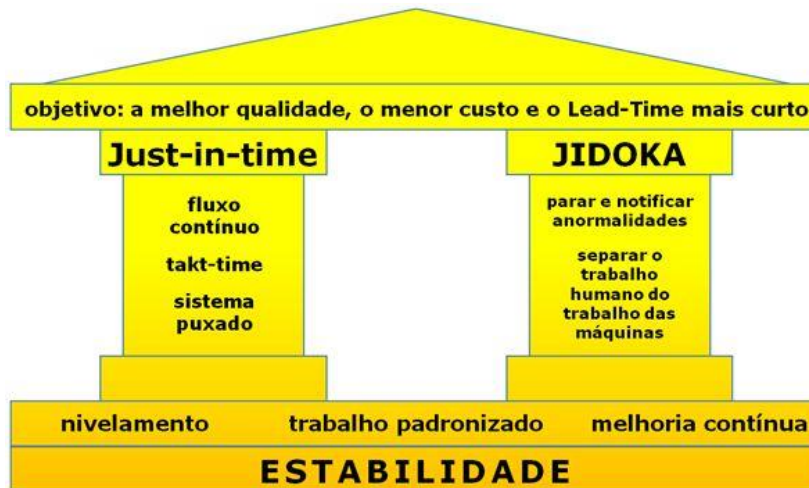 objetivo: a melhor qualidade, o menor custo e o Lead-Time mais curto
Just-in-time
fluxo
contínuo
takt-time
sistema
puxado
JIDOKA
parar e notificar
anormalidades
separar o
trabalho
humano do
trabalho das
máquinas
nivelamento trabalho padronizado melhoria contínua
ESTABILIDADE